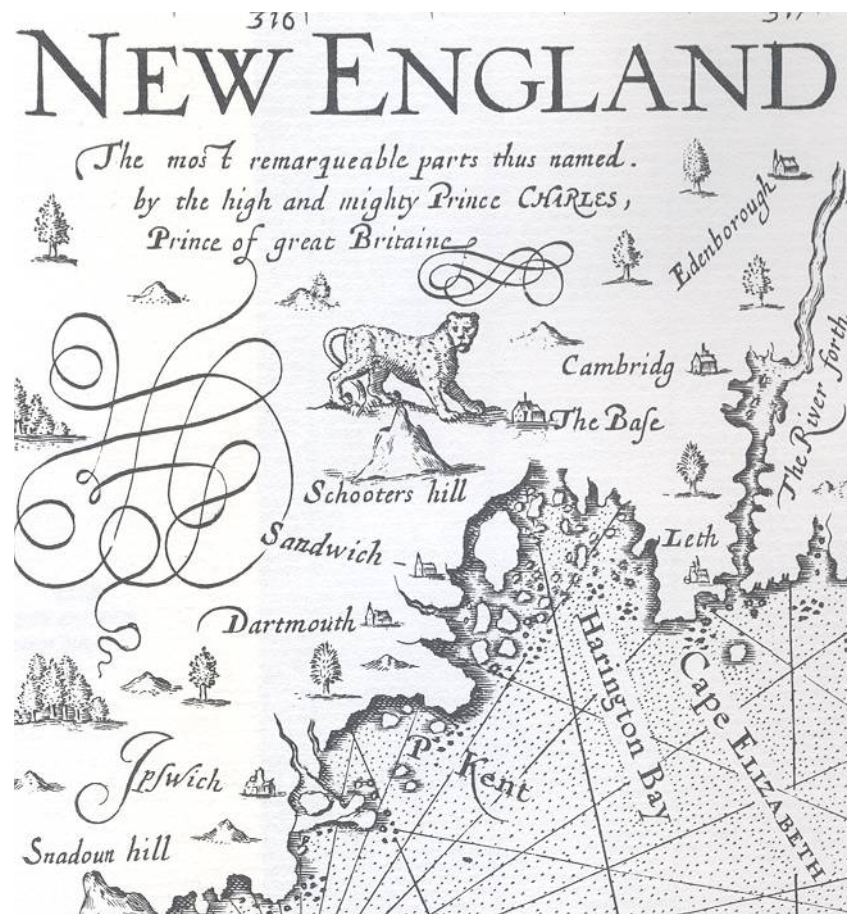 316
NEW ENGLAND
The most remarqueable parts thus named.
by the high and mighty Prince CHARLES,
Prince of great Britaine
Edenborough
The River forth
Cambridg
The Baſe
Schooters hill
Sandwich
Leth
Dartmouth
Harington Bay
Cape ELIZABETH
P Kent
Ipſwich
Snadoun hill